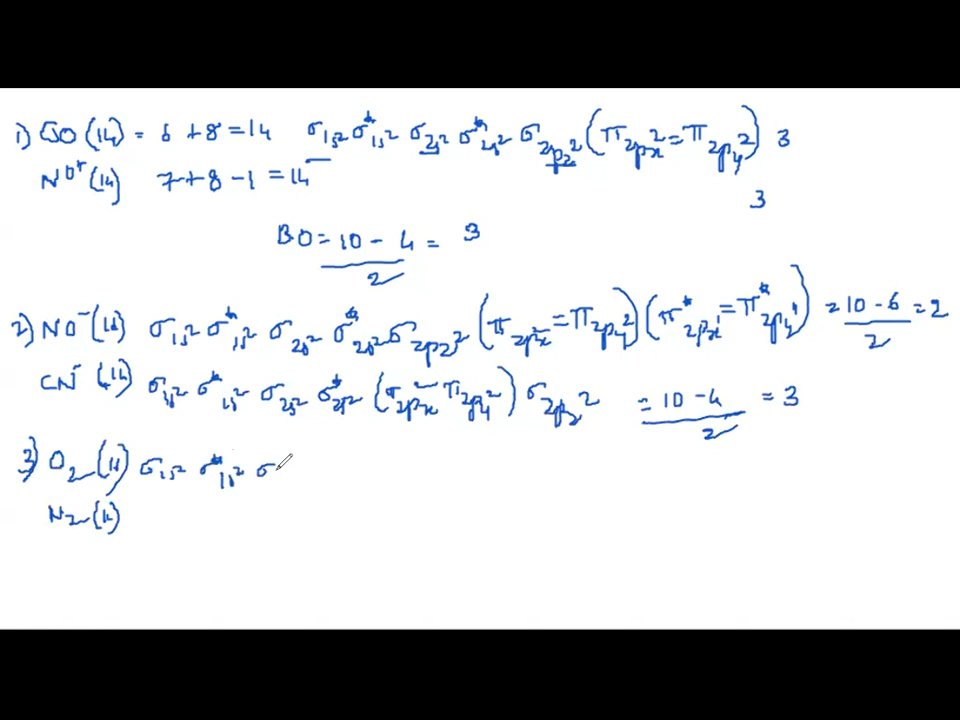 1) CO (14) = 6 + 8 = 14 σ1s² σ*1s² σ2s² σ*2s² σ2pz² (π2px² = π2py²) 3
NO⁺ (14) 7 + 8 - 1 = 14
3
BO = 10 - 4 / 2 = 3
2) NO⁻ (16) σ1s² σ*1s² σ2s² σ*2s² σ2pz² (π2px² = π2py²) (π*2px¹ = π*2py¹) = 10 - 6 / 2 = 2
CN⁻ (14) σ1s² σ*1s² σ2s² σ*2s² (π2px² π2py²) σ2pz² = 10 - 4 / 2 = 3
3) O₂ (16) σ1s² σ*1s² σ
N₂ (14)